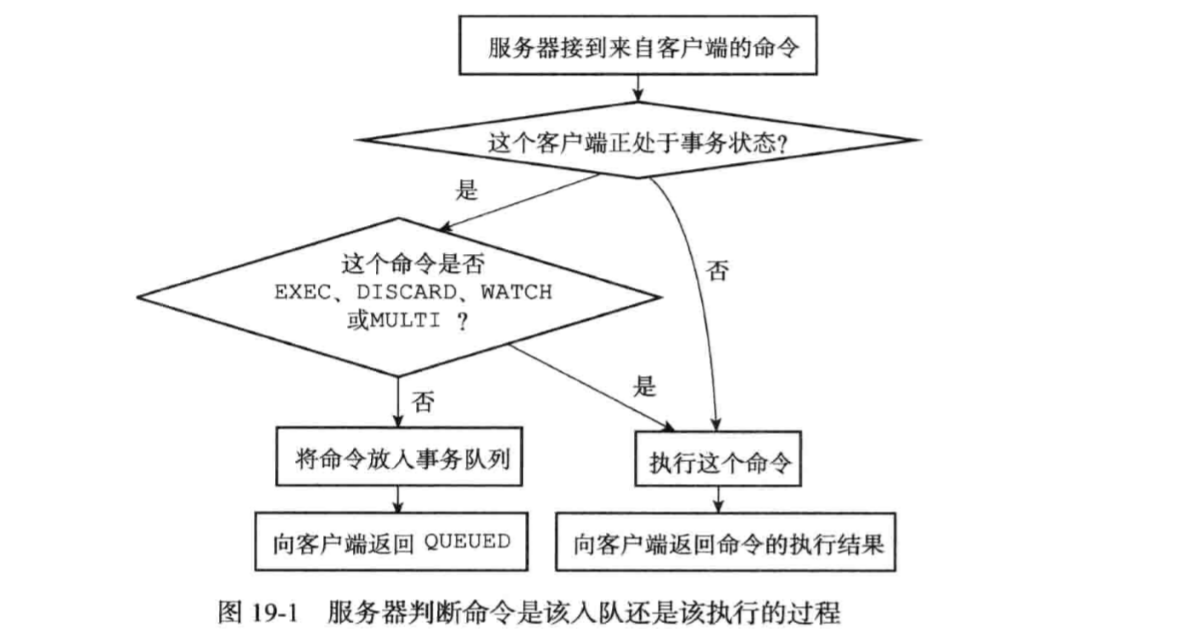 服务器接到来自客户端的命令
这个客户端正处于事务状态?
是
否
这个命令是否
EXEC、DISCARD、WATCH
或MULTI ?
是
否
将命令放入事务队列
执行这个命令
向客户端返回 QUEUED
向客户端返回命令的执行结果
图 19-1 服务器判断命令是该入队还是该执行的过程